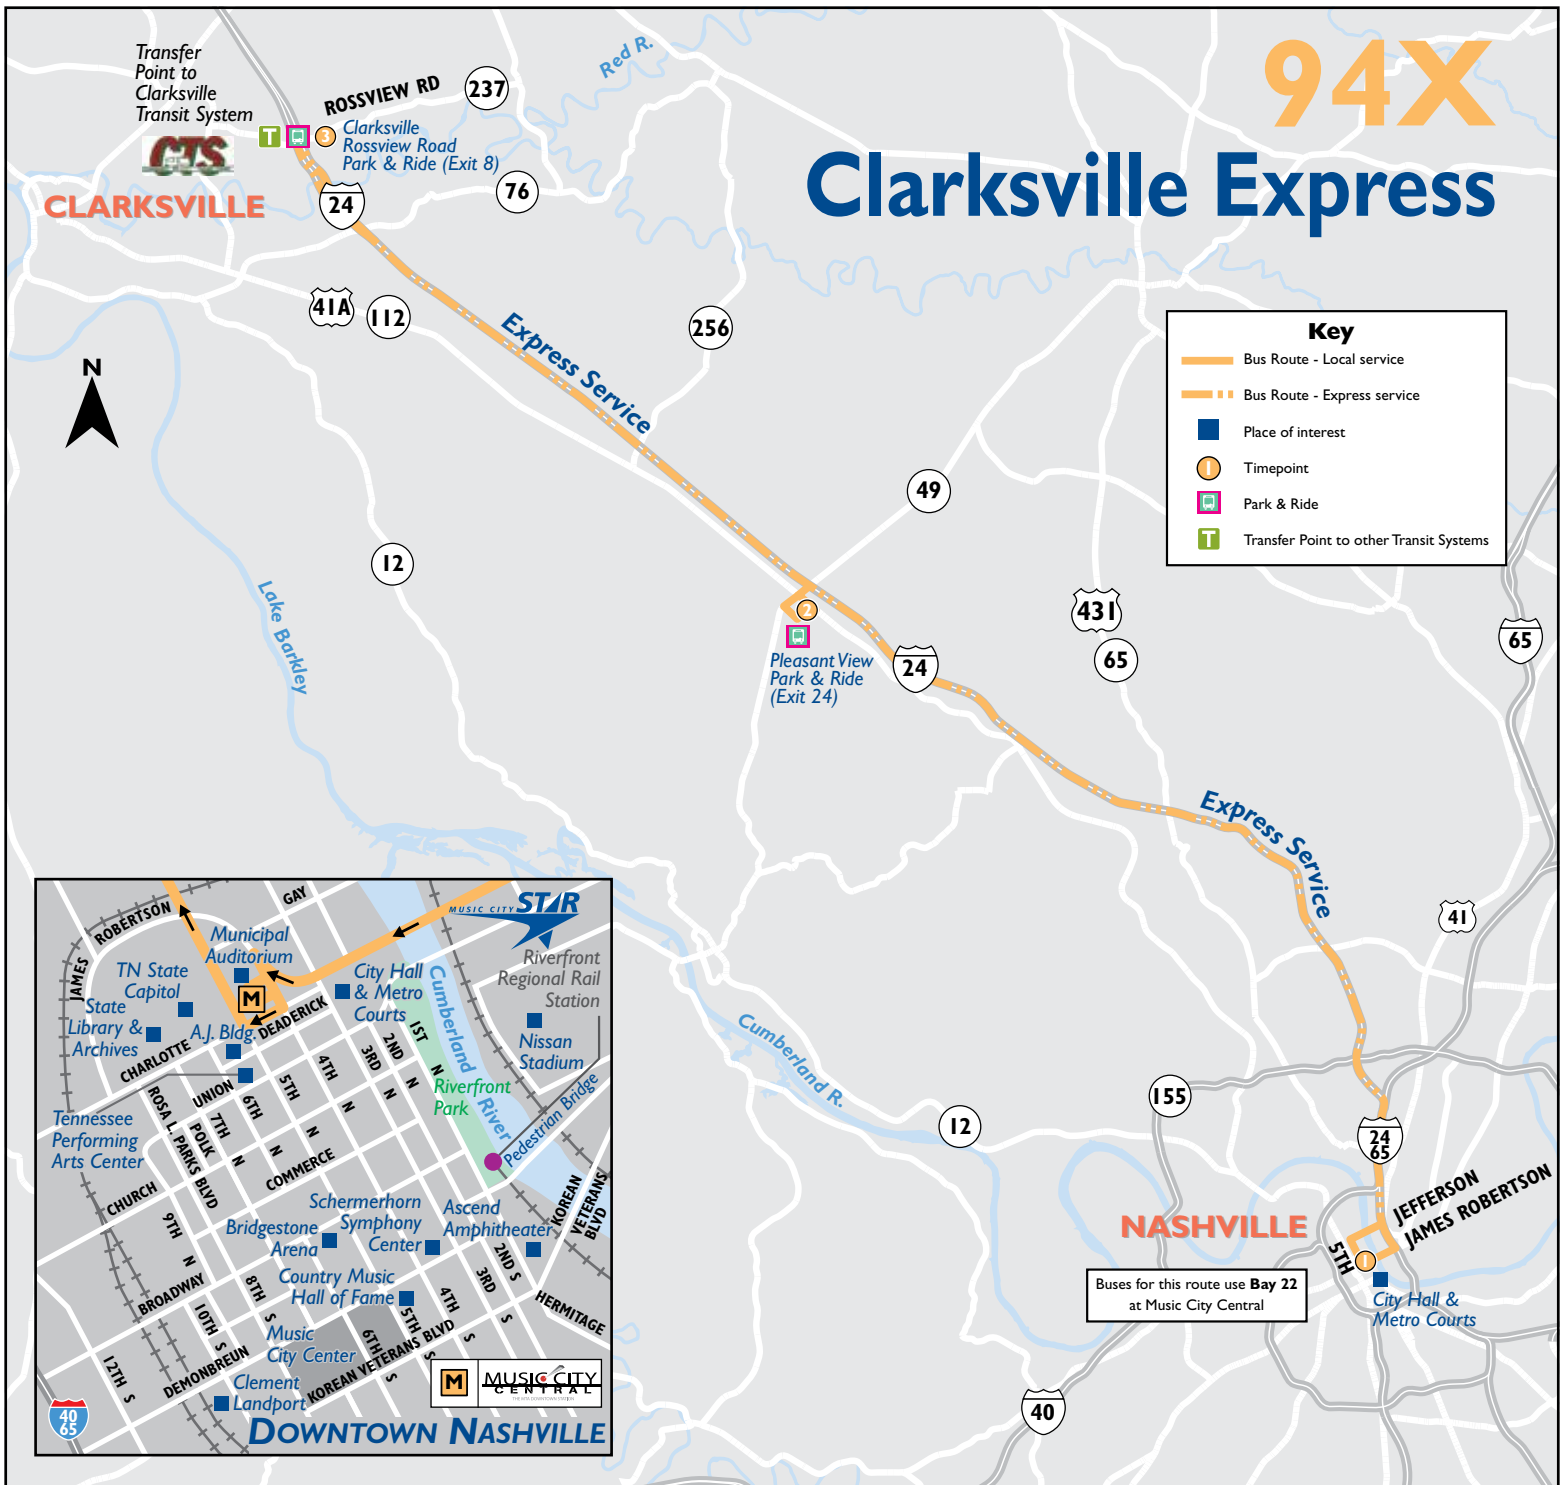 94X
Clarksville Express
Transfer
Point to
Clarksville
Transit System
CTS
CLARKSVILLE
T
3
Clarksville
Rossview Road
Park & Ride (Exit 8)
ROSSVIEW RD
237
Red R.
76
24
41A
112
256
Express Service
N
12
Lake Barkley
49
Key
Bus Route - Local service
Bus Route - Express service
Place of interest
1
Timepoint
Park & Ride
T
Transfer Point to other Transit Systems
2
Pleasant View
Park & Ride
(Exit 24)
24
431
65
65
Express Service
41
Cumberland R.
12
155
24
65
JEFFERSON
JAMES ROBERTSON
NASHVILLE
5TH
1
Buses for this route use Bay 22
at Music City Central
City Hall &
Metro Courts
40
GAY
JAMES
ROBERTSON
MUSIC CITY STAR
Riverfront
Regional Rail
Station
Municipal
Auditorium
TN State
Capitol
State
Library &
Archives
A.J. Bldg.
M
City Hall
& Metro
Courts
DEADERICK
CHARLOTTE
Nissan
Stadium
Cumberland River
Riverfront
Park
Pedestrian Bridge
1ST N
2ND N
3RD N
4TH N
5TH N
6TH N
7TH N
UNION
POLK
ROSA L. PARKS BLVD
Tennessee
Performing
Arts Center
CHURCH
COMMERCE
9TH N
Schermerhorn
Symphony
Center
Bridgestone
Arena
Ascend
Amphitheater
KOREAN
VETERANS
BLVD
Country Music
Hall of Fame
BROADWAY
8TH S
10TH S
12TH S
DEMONBREUN
Music
City Center
Clement
Landport
2ND S
3RD S
4TH S
5TH S
6TH S
KOREAN VETERANS BLVD
HERMITAGE
M
MUSIC CITY
CENTRAL
40
65
DOWNTOWN NASHVILLE